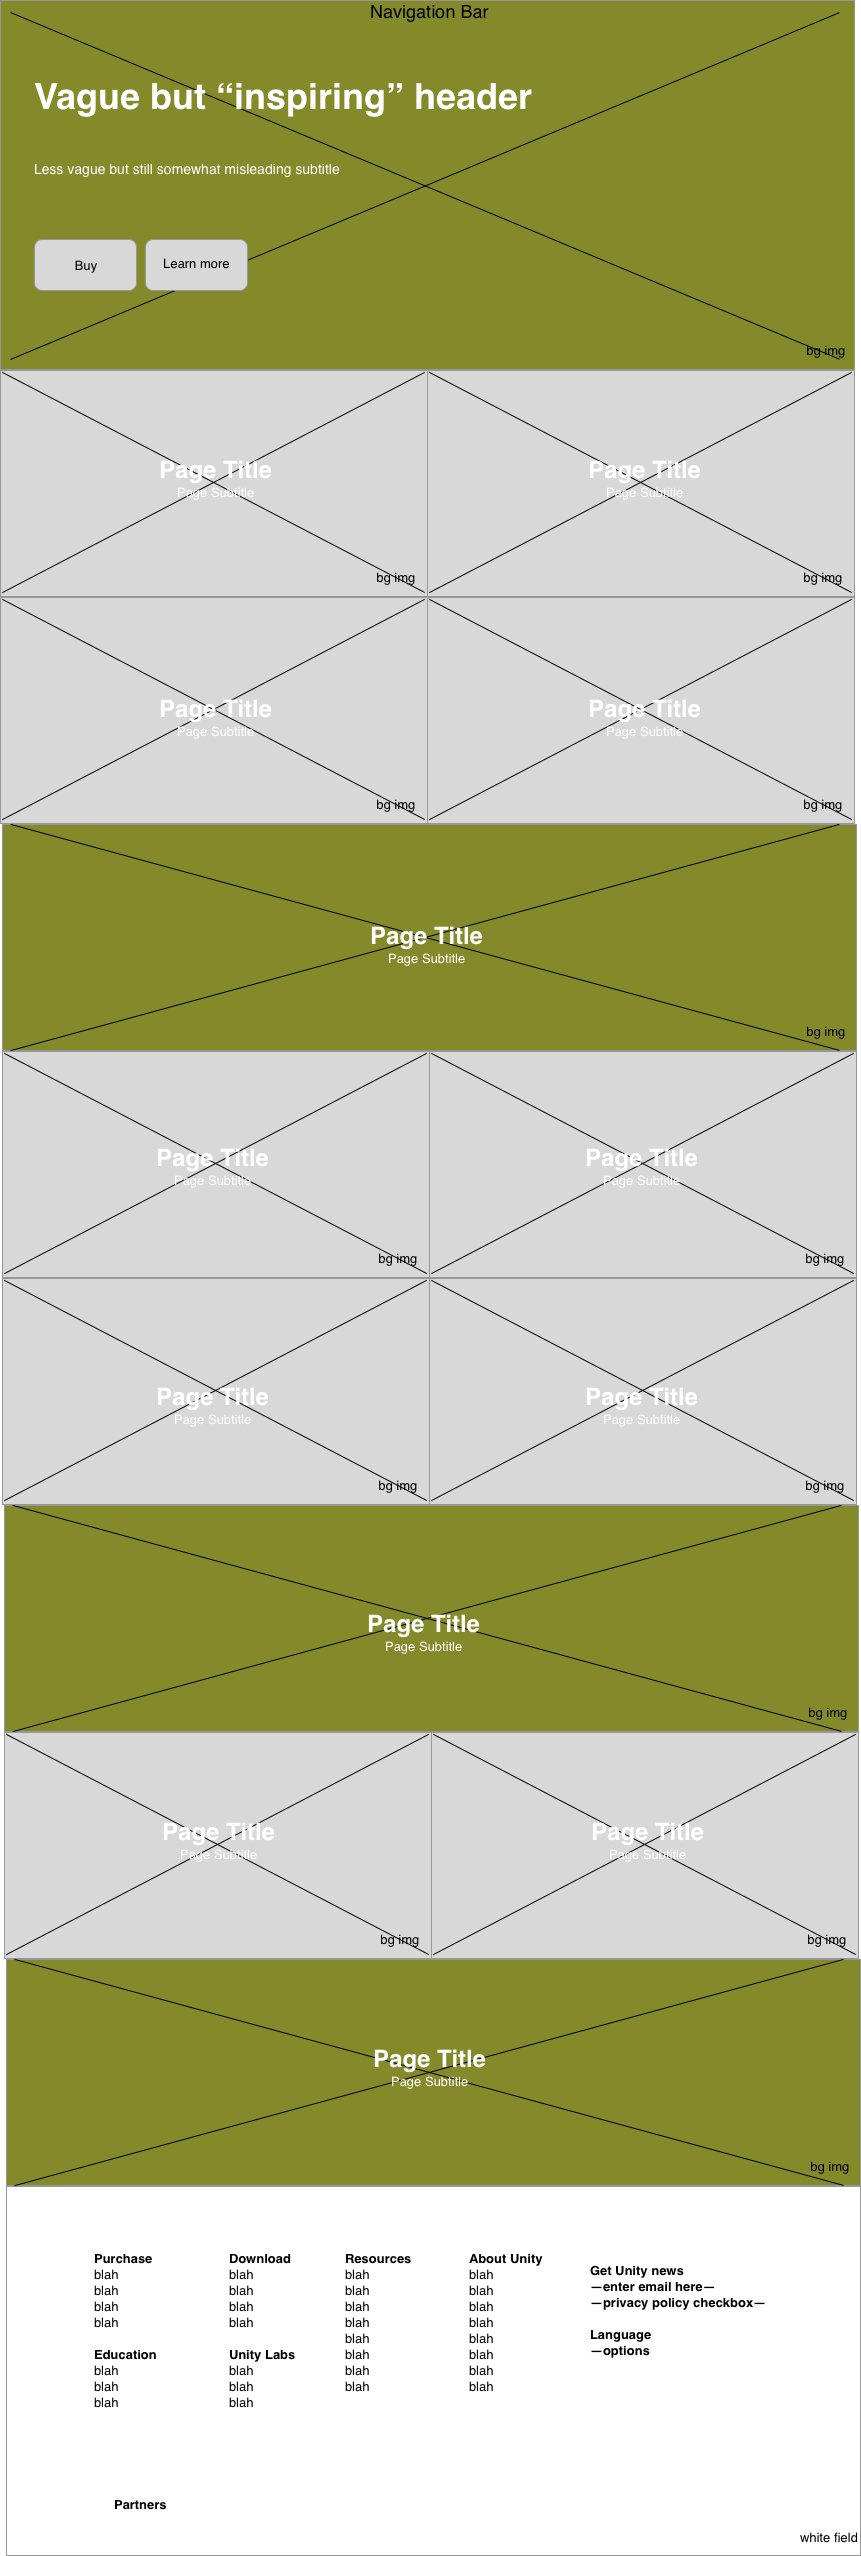 Navigation Bar
Vague but “inspiring” header
Less vague but still somewhat misleading subtitle
Buy
Learn more
bg img
Page Title
Page Subtitle
bg img
Page Title
Page Subtitle
bg img
Page Title
Page Subtitle
bg img
Page Title
Page Subtitle
bg img
Page Title
Page Subtitle
bg img
Page Title
Page Subtitle
bg img
Page Title
Page Subtitle
bg img
Page Title
Page Subtitle
bg img
Page Title
Page Subtitle
bg img
Page Title
Page Subtitle
bg img
Page Title
Page Subtitle
bg img
Page Title
Page Subtitle
bg img
Page Title
Page Subtitle
bg img
Purchase
blah
blah
blah
blah
Education
blah
blah
blah
Download
blah
blah
blah
blah
Unity Labs
blah
blah
blah
Resources
blah
blah
blah
blah
blah
blah
blah
blah
About Unity
blah
blah
blah
blah
blah
blah
blah
blah
Get Unity news
—enter email here—
—privacy policy checkbox—
Language
—options
Partners
white field